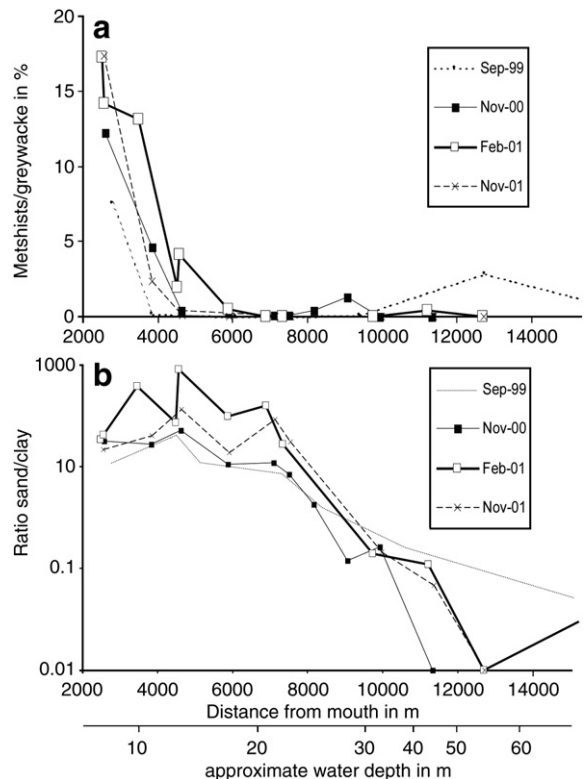 a
Metshists/greywacke in %
20
15
10
5
0
Sep-99
Nov-00
Feb-01
Nov-01
2000 4000 6000 8000 10000 12000 14000
b
Ratio sand/clay
1000
10
0.1
0.01
Sep-99
Nov-00
Feb-01
Nov-01
2000 4000 6000 8000 10000 12000 14000
Distance from mouth in m
10 20 30 40 50 60
approximate water depth in m